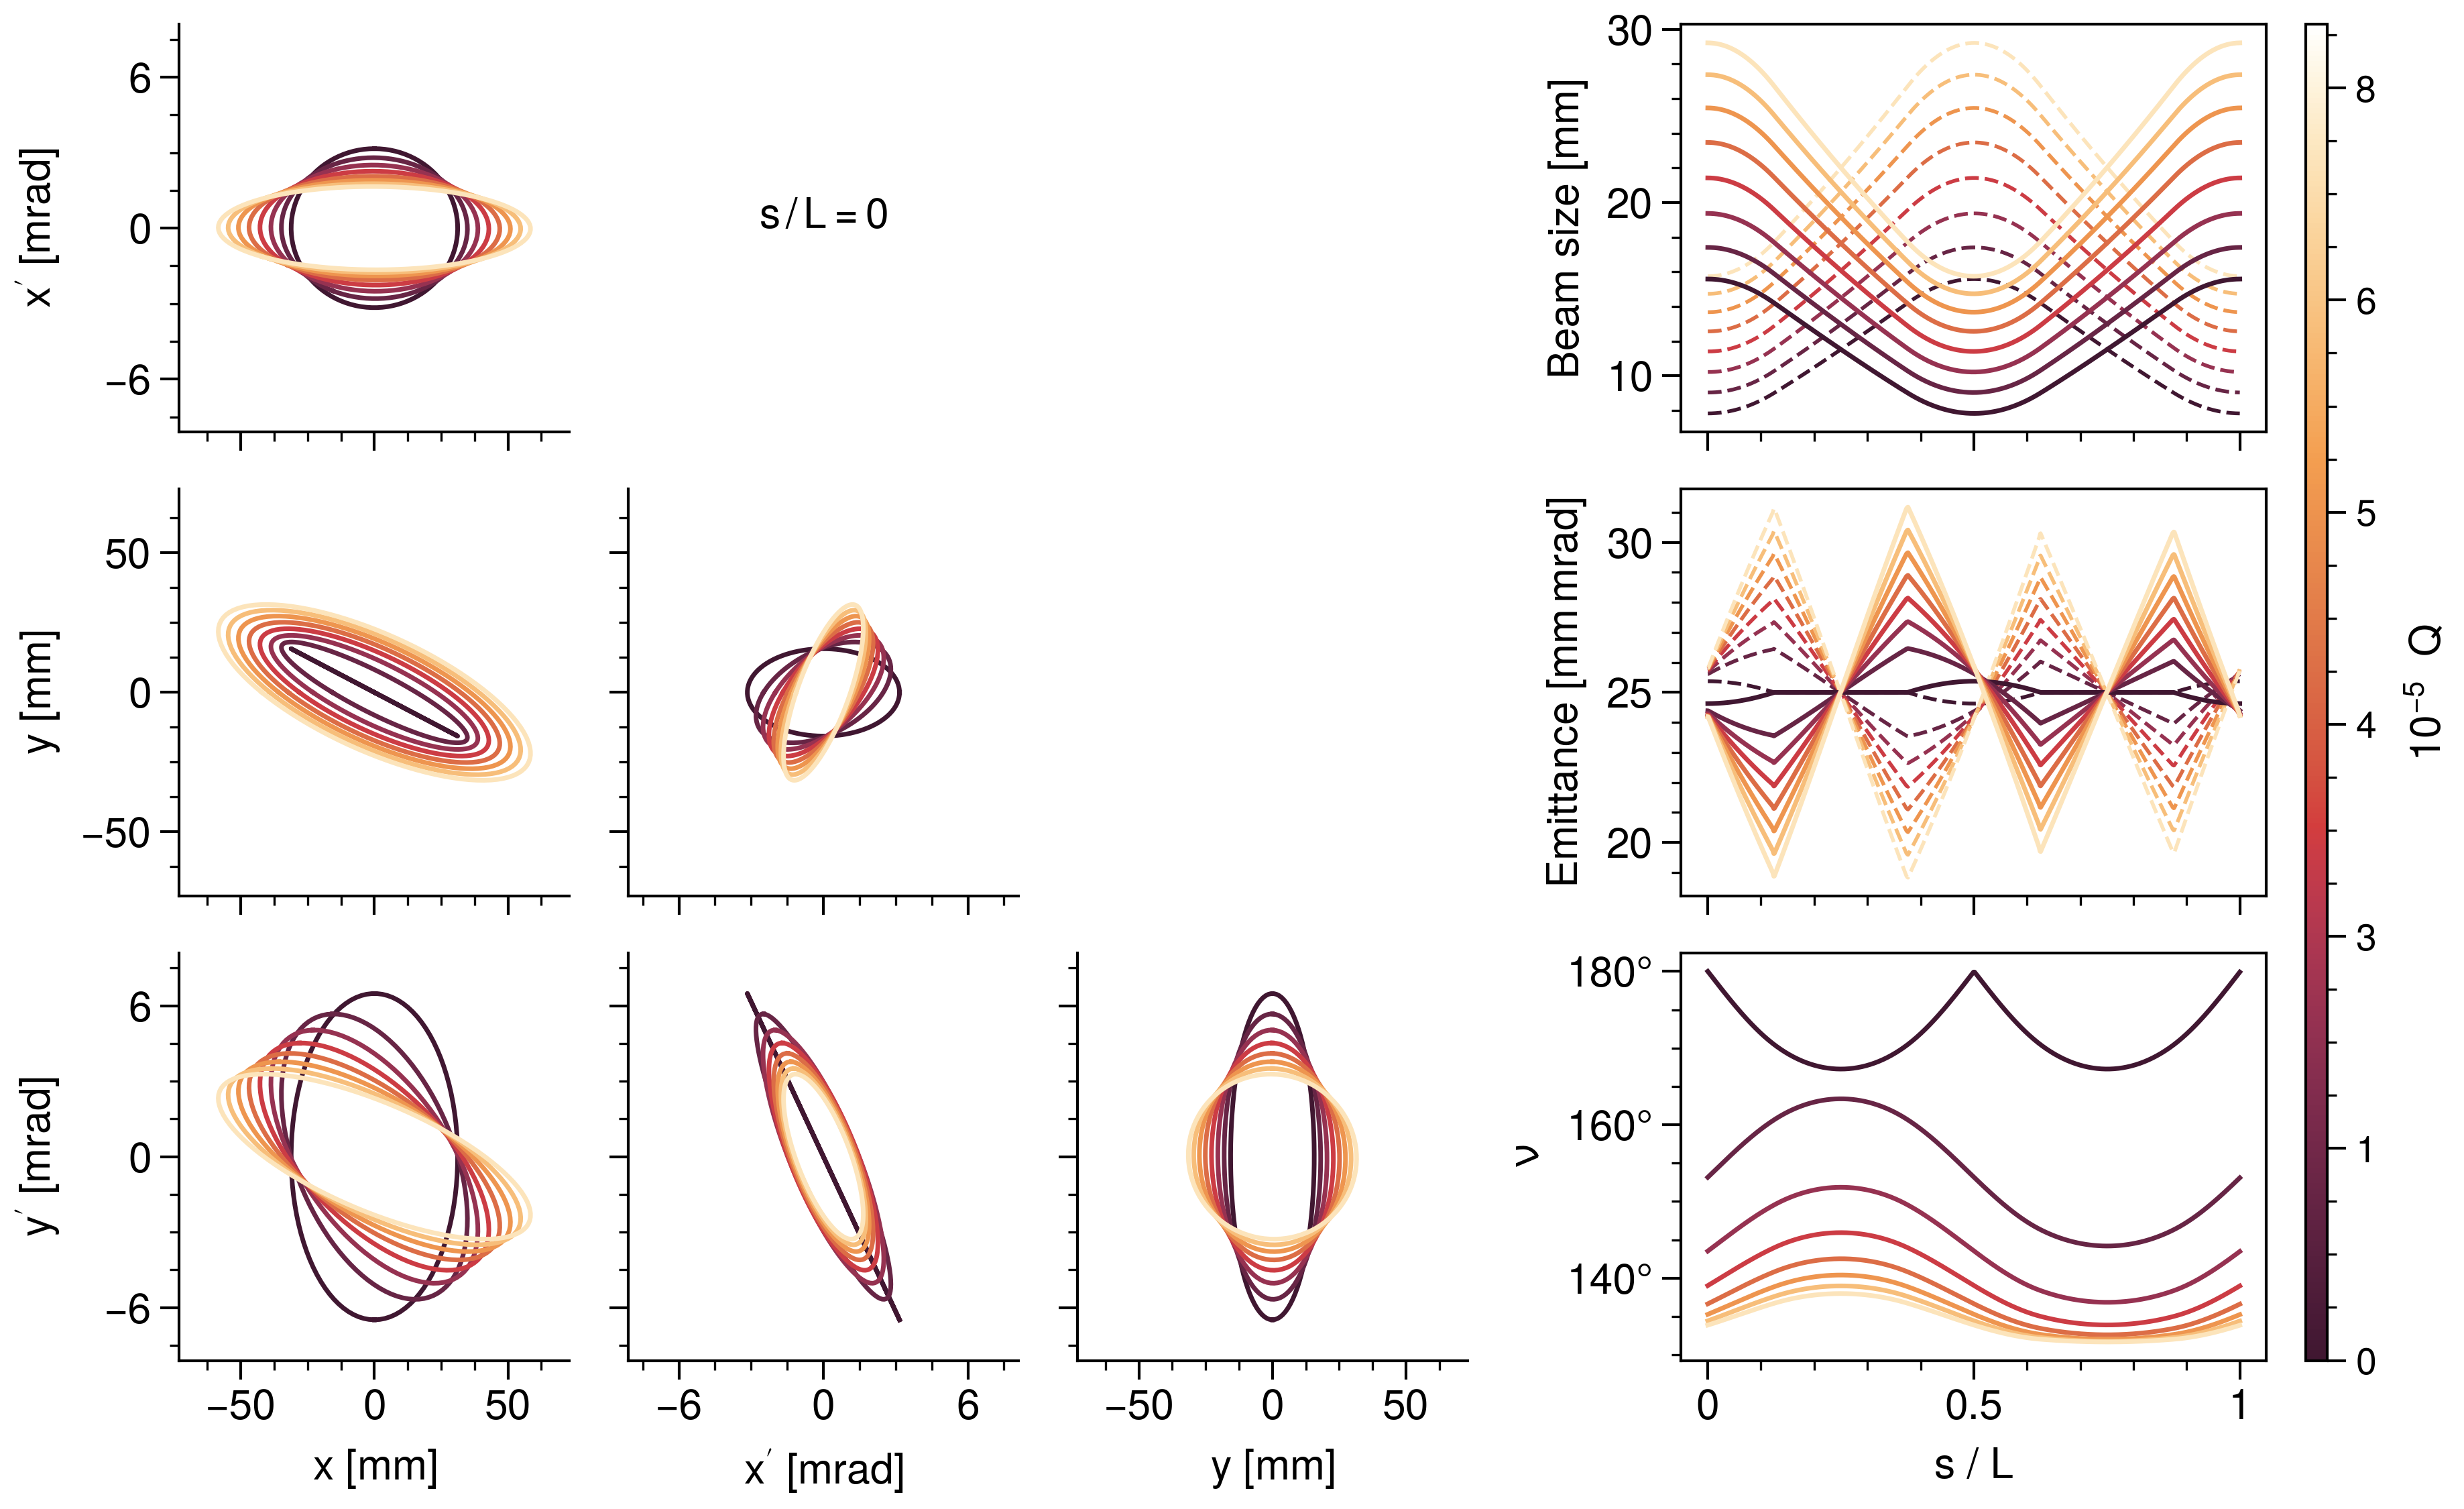 6
0
−6
x′ [mrad]
s / L = 0
30
20
10
Beam size [mm]
50
0
−50
y [mm]
30
25
20
Emittance [mm mrad]
6
0
−6
y′ [mrad]
180°
160°
140°
ν
−50 0 50
x [mm]
−6 0 6
x′ [mrad]
−50 0 50
y [mm]
0 0.5 1
s / L
8
6
5
4
3
1
0
10⁻⁵ Q